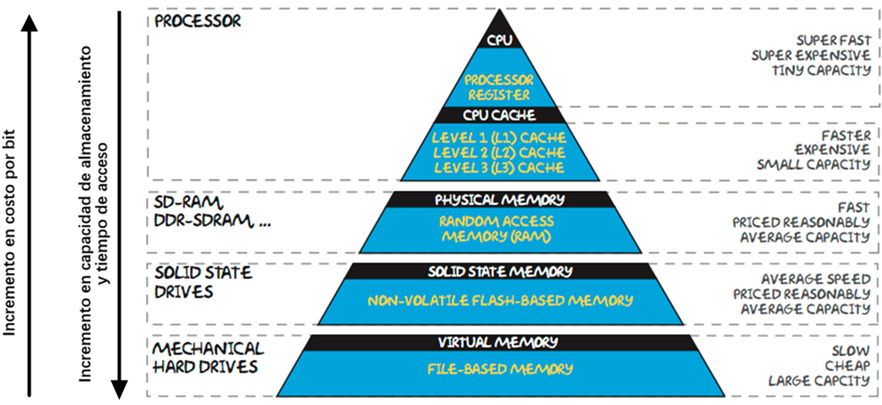 Incremento en costo por bit
Incremento en capacidad de almacenamiento
y tiempo de acceso
PROCESSOR
CPU
PROCESSOR
REGISTER
SUPER FAST
SUPER EXPENSIVE
TINY CAPACITY
CPU CACHE
LEVEL 1 (L1) CACHE
LEVEL 2 (L2) CACHE
LEVEL 3 (L3) CACHE
FASTER
EXPENSIVE
SMALL CAPACITY
SD-RAM,
DDR-SDRAM, ...
PHYSICAL MEMORY
RANDOM ACCESS
MEMORY (RAM)
FAST
PRICED REASONABLY
AVERAGE CAPACITY
SOLID STATE
DRIVES
SOLID STATE MEMORY
NON-VOLATILE FLASH-BASED MEMORY
AVERAGE SPEED
PRICED REASONABLY
AVERAGE CAPACITY
MECHANICAL
HARD DRIVES
VIRTUAL MEMORY
FILE-BASED MEMORY
SLOW
CHEAP
LARGE CAPCITY